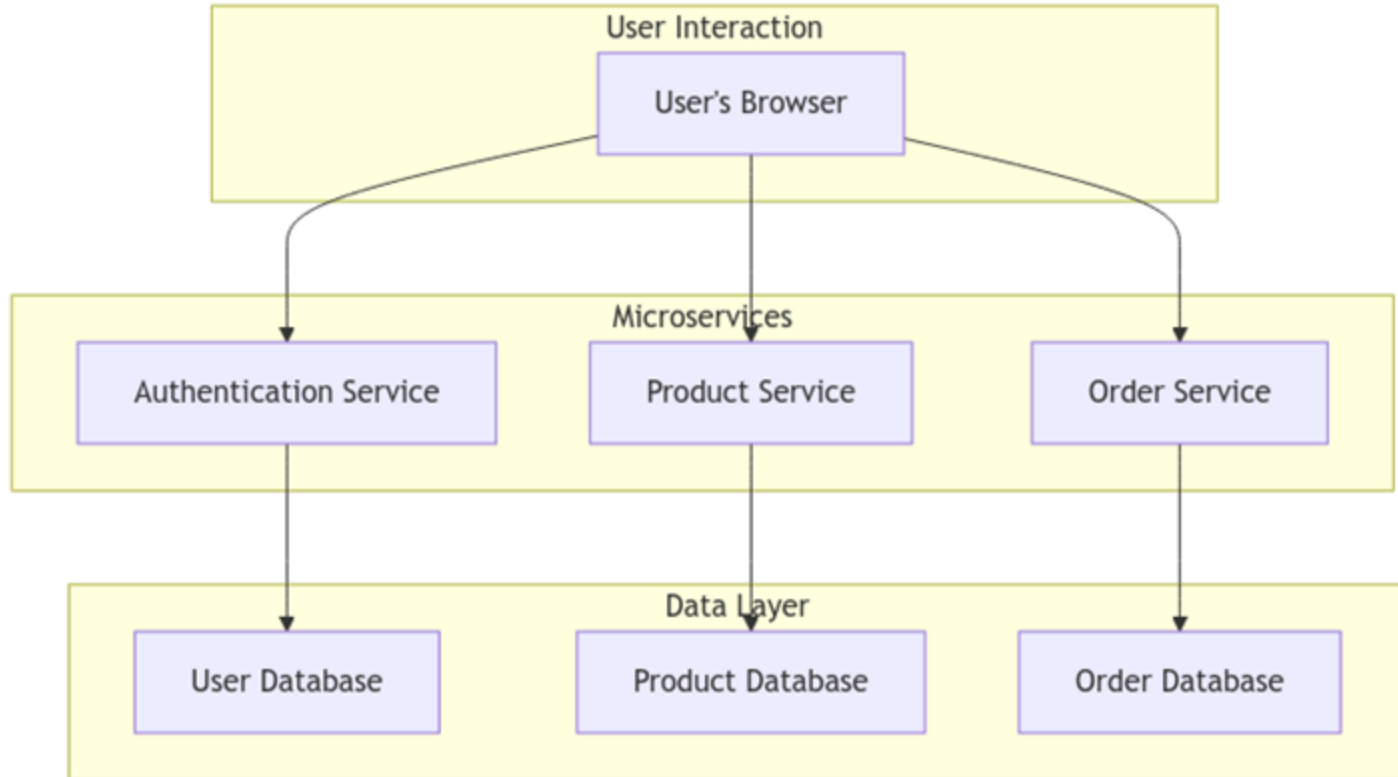 User Interaction
User's Browser
Microservices
Authentication Service
Product Service
Order Service
Data Layer
User Database
Product Database
Order Database